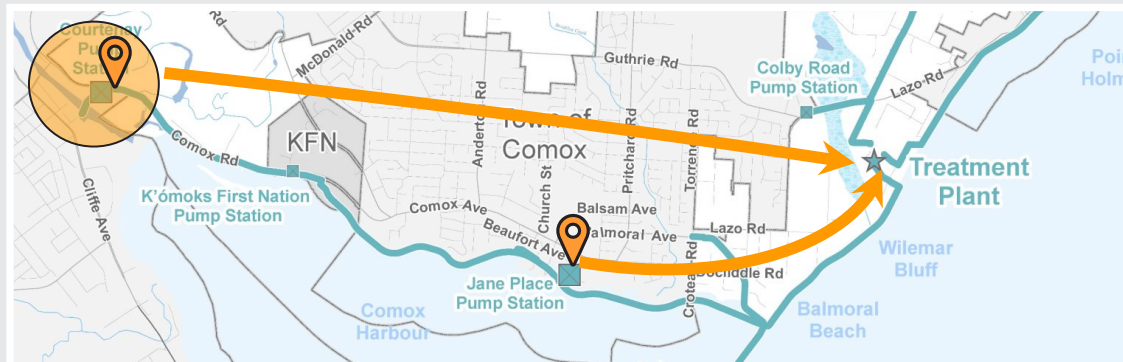 Courtenay
Pump
Station
McDonald Rd
Guthrie Rd
Colby Road
Pump Station
Lazo Rd
Anderton Rd
Town of
Comox
Pritchard Rd
Torrence Rd
KFN
Comox Rd
K'ómoks First Nation
Pump Station
Cliffe Ave
Church St
Treatment
Plant
Comox Ave
Balsam Ave
Beaufort Ave
Balmoral Ave
Lazo Rd
Wilemar
Bluff
Jane Place
Pump Station
Croteau Rd
Docliddle Rd
Comox
Harbour
Balmoral
Beach